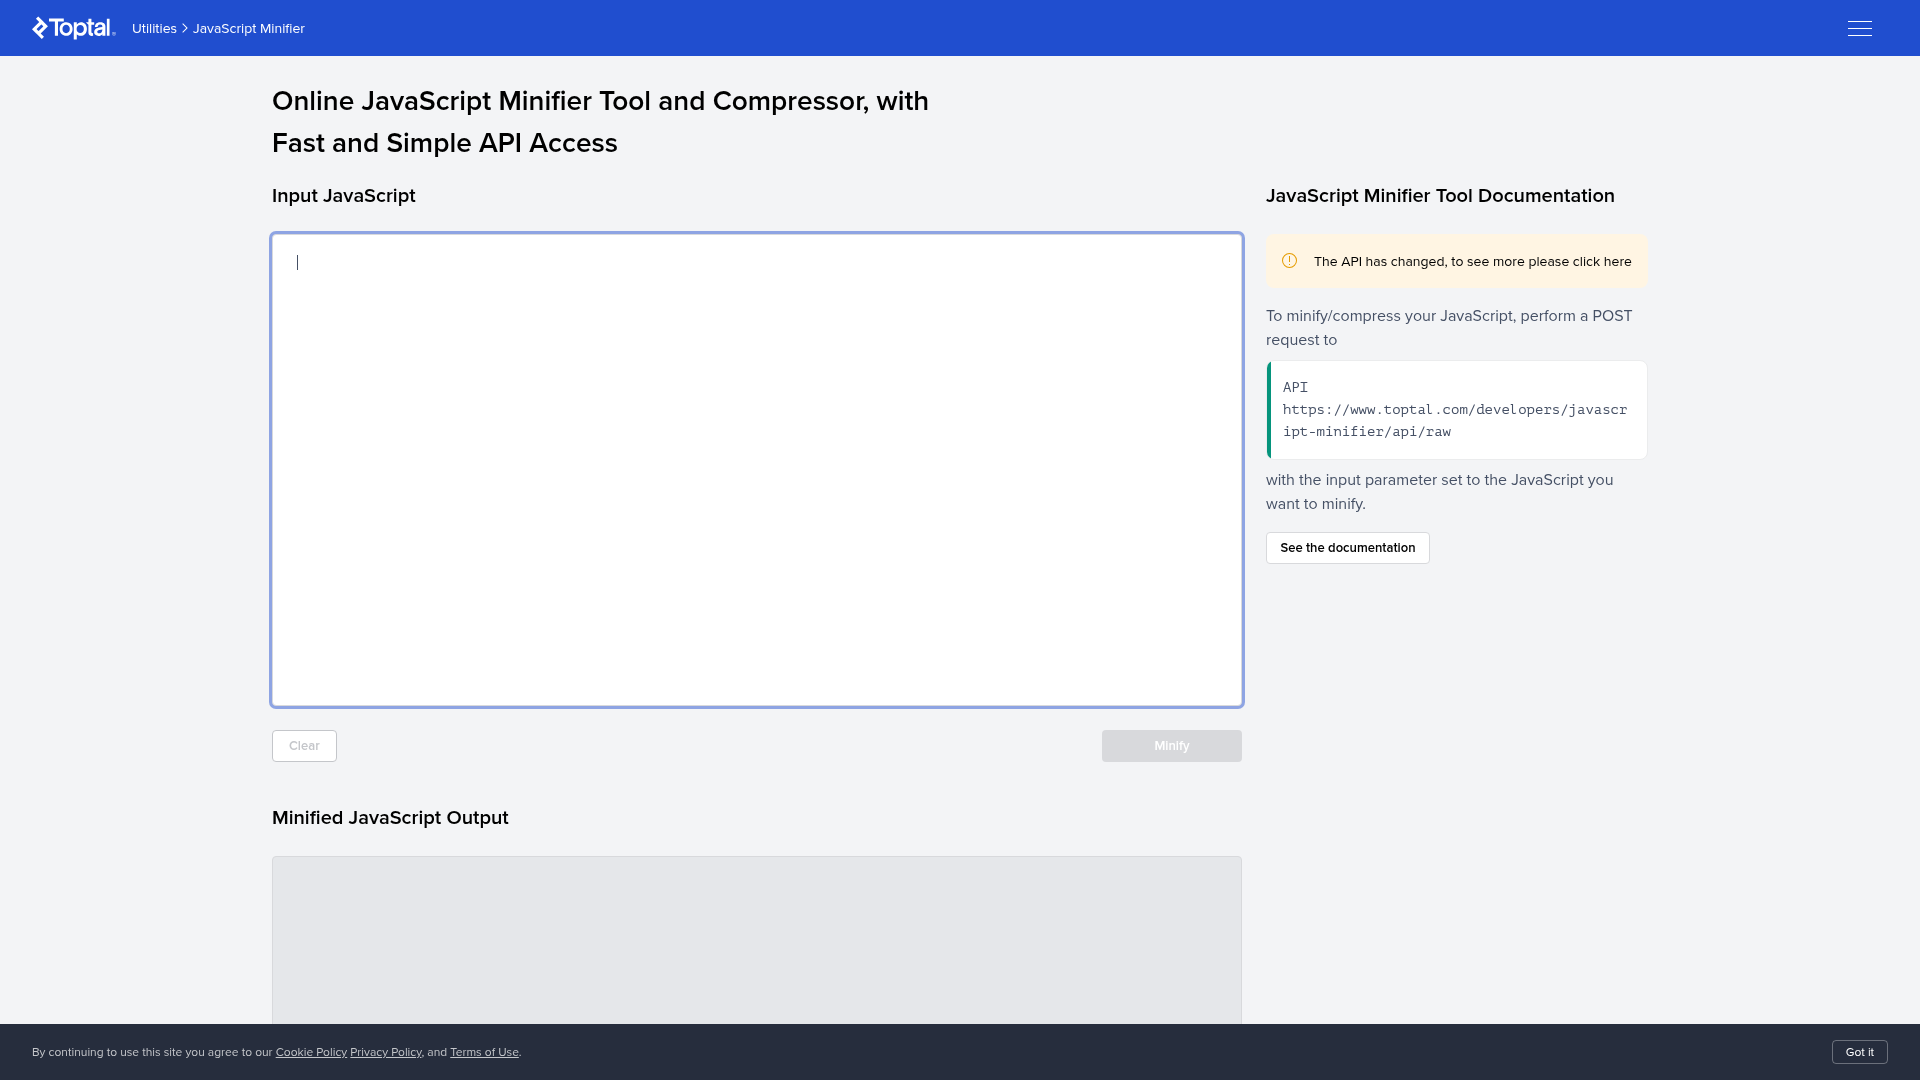 Toptal
Utilities > JavaScript Minifier
Online JavaScript Minifier Tool and Compressor, with
Fast and Simple API Access
Input JavaScript
Clear
Minify
Minified JavaScript Output
JavaScript Minifier Tool Documentation
The API has changed, to see more please click here
To minify/compress your JavaScript, perform a POST
request to
API
https://www.toptal.com/developers/javascr
ipt-minifier/api/raw
with the input parameter set to the JavaScript you
want to minify.
See the documentation
By continuing to use this site you agree to our Cookie Policy Privacy Policy, and Terms of Use.
Got it